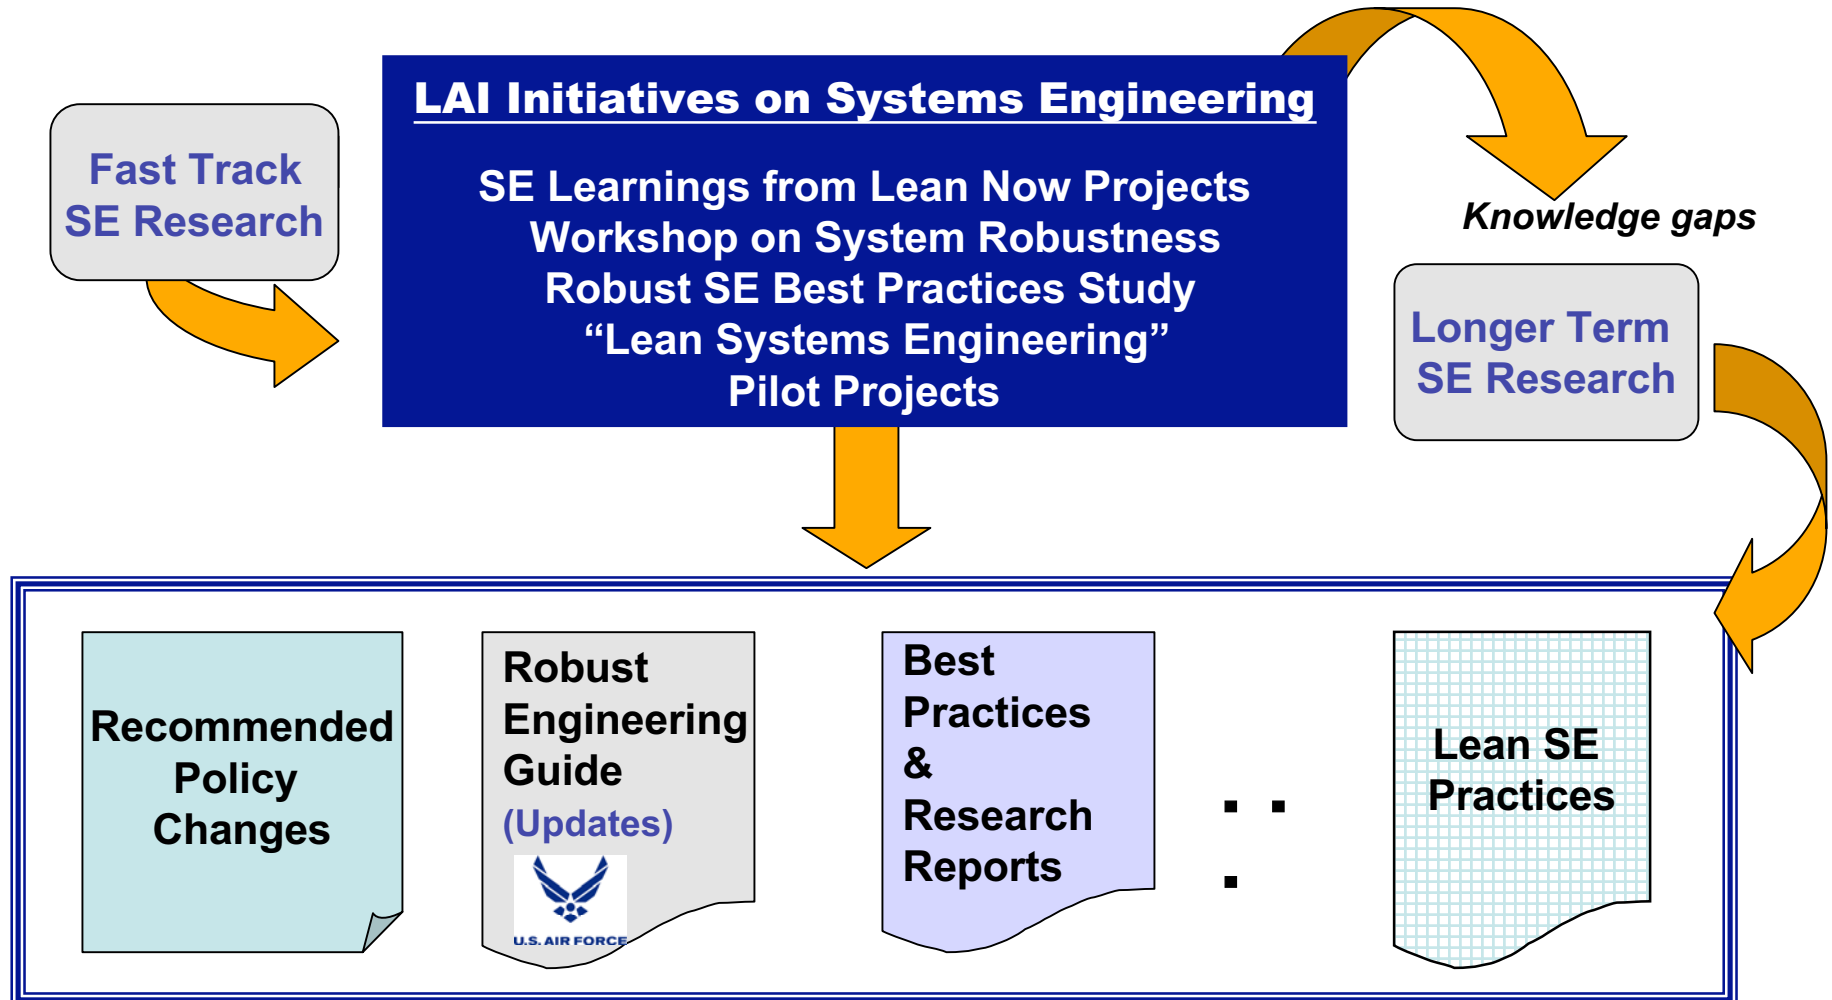 LAI Initiatives on Systems Engineering
SE Learnings from Lean Now Projects
Workshop on System Robustness
Robust SE Best Practices Study
“Lean Systems Engineering”
Pilot Projects
Fast Track
SE Research
Knowledge gaps
Longer Term
SE Research
Recommended
Policy
Changes
Robust
Engineering
Guide
(Updates)
U.S. AIR FORCE
Best
Practices
&
Research
Reports
. .
.
Lean SE
Practices